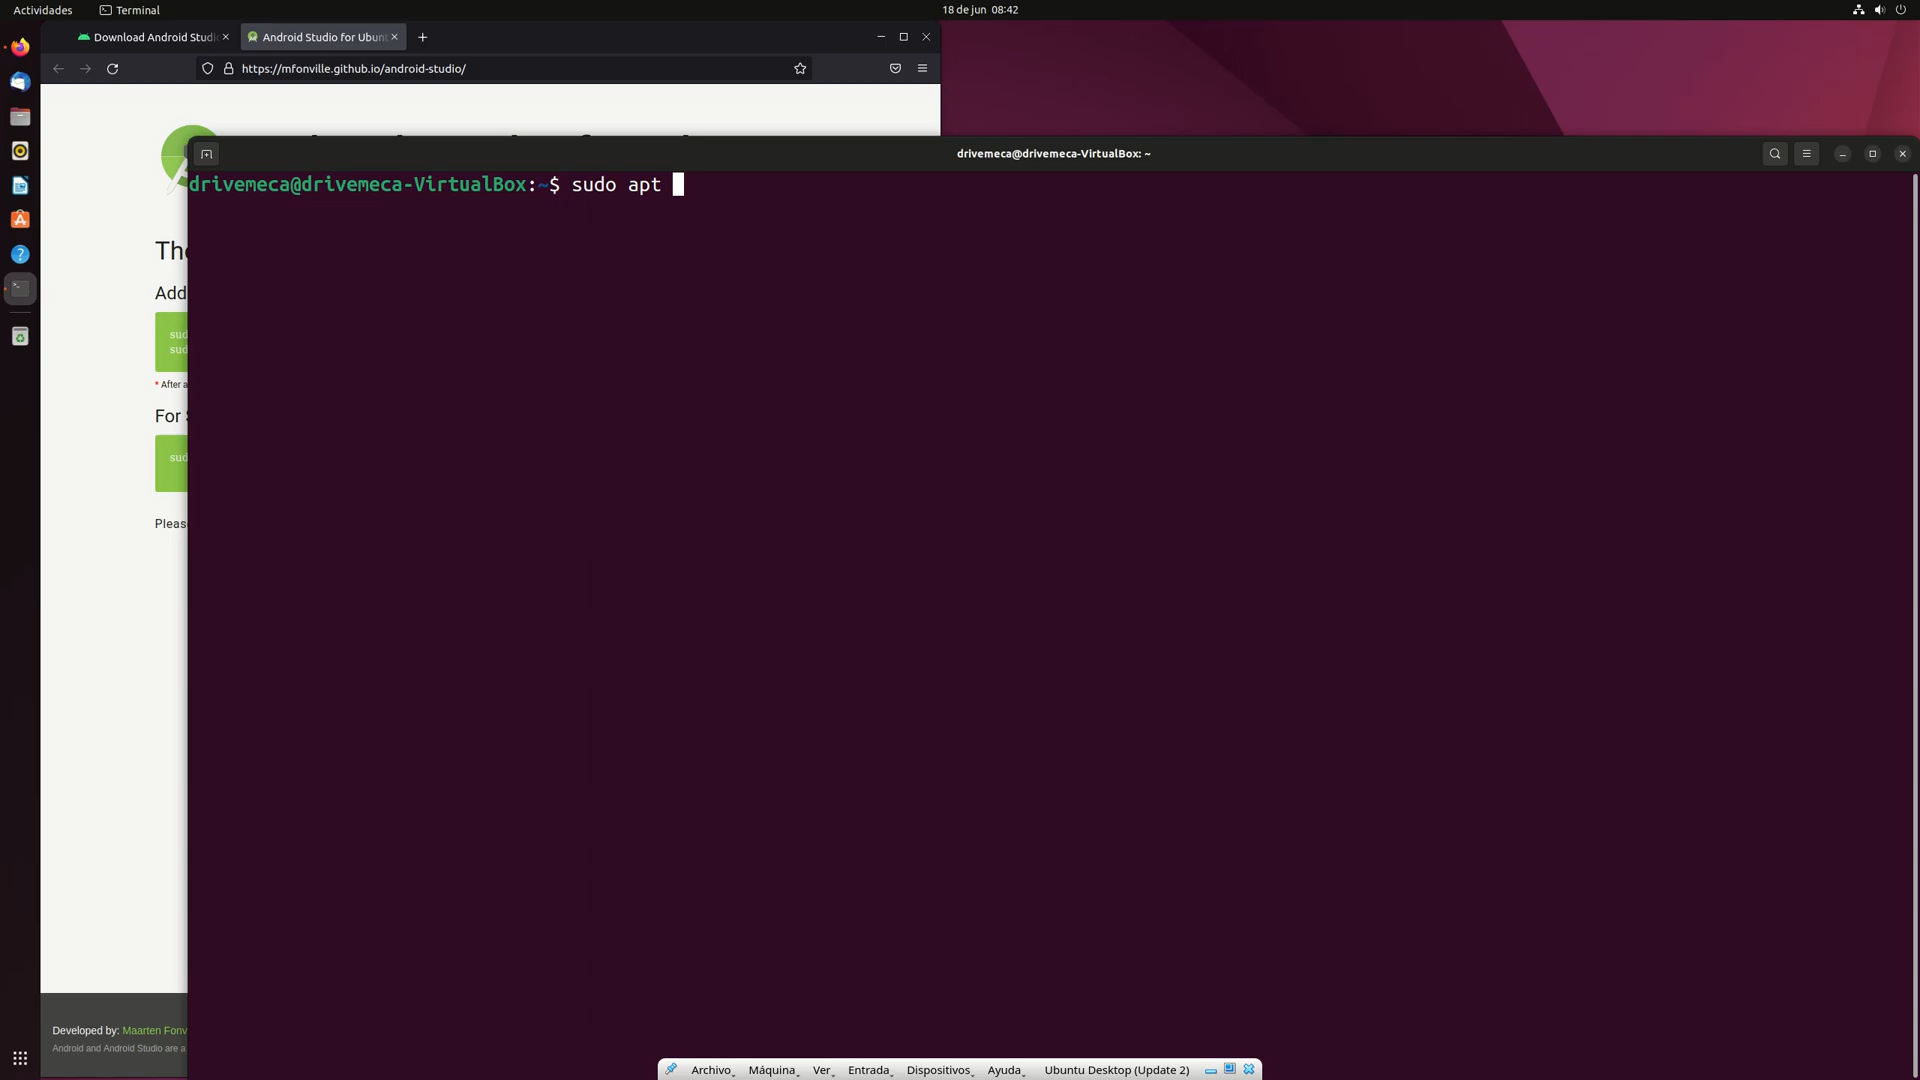 Actividades
Terminal
18 de jun 08:42
Download Android Studi
Android Studio for Ubun
https://mfonville.github.io/android-studio/
drivemeca@drivemeca-VirtualBox: ~
drivemeca@drivemeca-VirtualBox:~$ sudo apt
The
Add
sud
sud
* After a
For
sud
Pleas
Developed by: Maarten Fonv
Android and Android Studio are a
Archivo
Máquina
Ver
Entrada
Dispositivos
Ayuda
Ubuntu Desktop (Update 2)